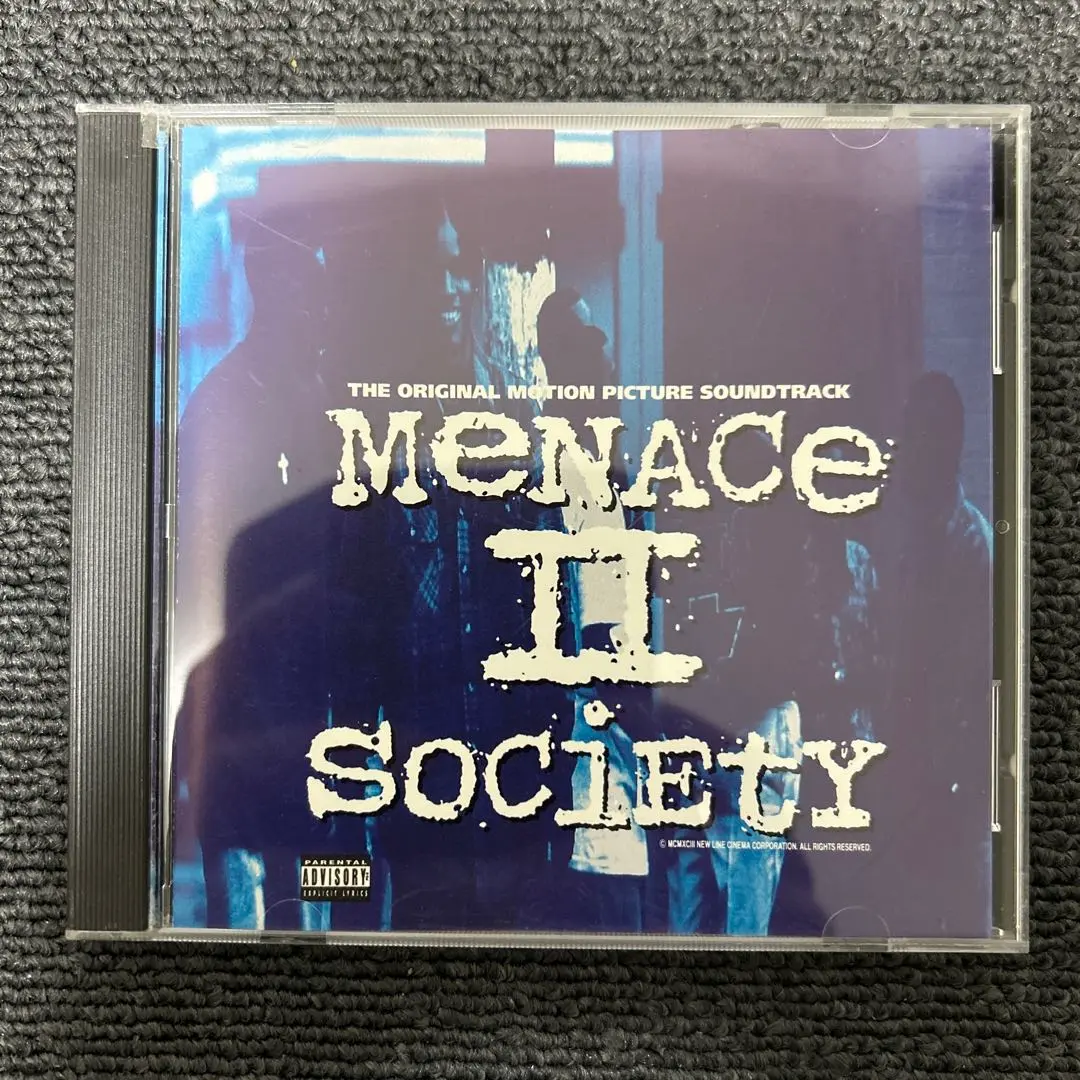 THE ORIGINAL MOTION PICTURE SOUNDTRACK
MeNACe
II
SOCiEtY
© MCMXCIII NEW LINE CINEMA CORPORATION. ALL RIGHTS RESERVED.
PARENTAL
ADVISORY
EXPLICIT LYRICS